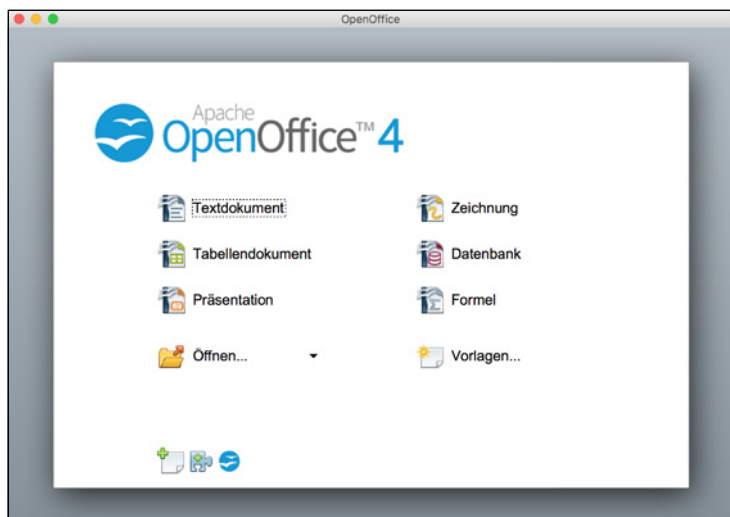 OpenOffice
Apache
OpenOffice™ 4
Textdokument
Zeichnung
Tabellendokument
Datenbank
Präsentation
Formel
Öffnen...
Vorlagen...